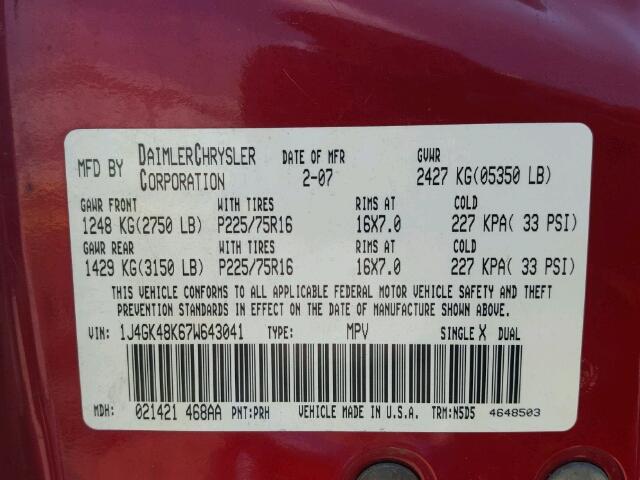 MFD BY DAIMLERCHRYSLER CORPORATION DATE OF MFR 2-07 GVWR 2427 KG(05350 LB)
GAWR FRONT WITH TIRES RIMS AT COLD
1248 KG(2750 LB) P225/75R16 16X7.0 227 KPA( 33 PSI)
GAWR REAR WITH TIRES RIMS AT COLD
1429 KG(3150 LB) P225/75R16 16X7.0 227 KPA( 33 PSI)
THIS VEHICLE CONFORMS TO ALL APPLICABLE FEDERAL MOTOR VEHICLE SAFETY AND THEFT
PREVENTION STANDARDS IN EFFECT ON THE DATE OF MANUFACTURE SHOWN ABOVE.
VIN: 1J4GK48K67W643041 TYPE: MPV SINGLE X DUAL
MDH: 021421 468AA PNT:PRH VEHICLE MADE IN U.S.A. TRM:N5D5 4648503